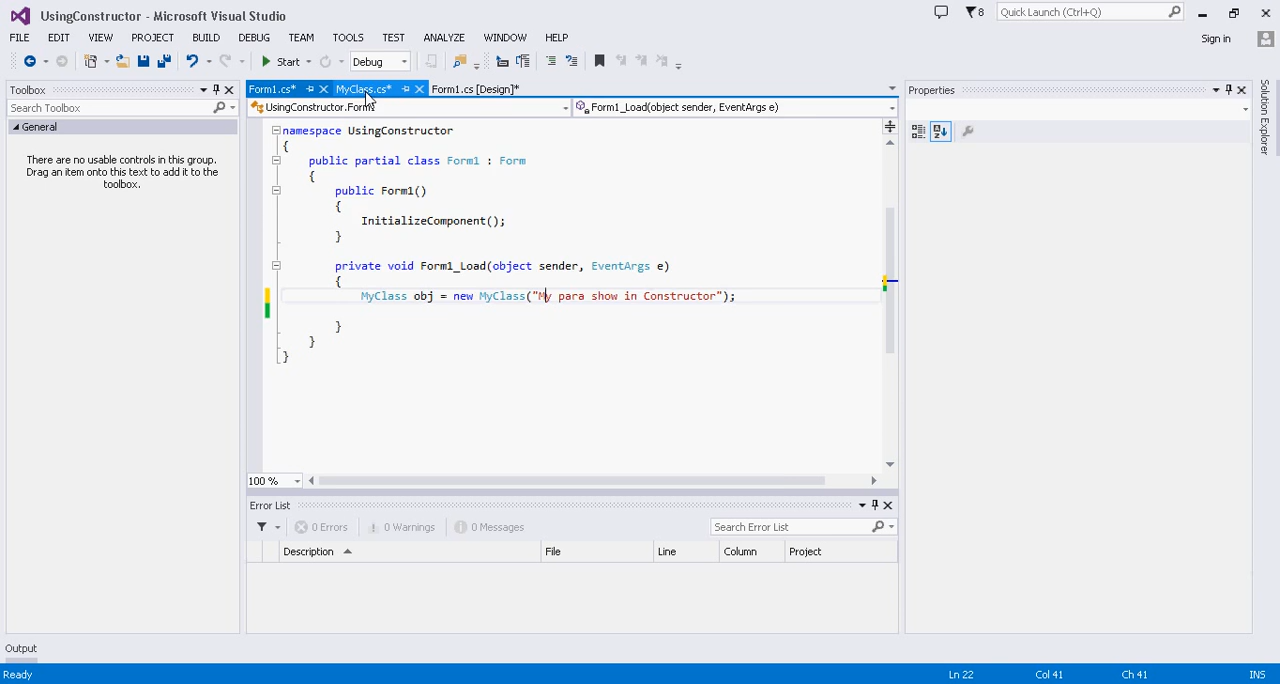 UsingConstructor - Microsoft Visual Studio
8
Quick Launch (Ctrl+Q)
FILE EDIT VIEW PROJECT BUILD DEBUG TEAM TOOLS TEST ANALYZE WINDOW HELP
Sign in
Start Debug
Toolbox
Search Toolbox
General
There are no usable controls in this group.
Drag an item onto this text to add it to the
toolbox.
Form1.cs* MyClass.cs* Form1.cs [Design]*
UsingConstructor.Form1 Form1_Load(object sender, EventArgs e)
namespace UsingConstructor
{
public partial class Form1 : Form
{
public Form1()
{
InitializeComponent();
}
private void Form1_Load(object sender, EventArgs e)
{
MyClass obj = new MyClass("My para show in Constructor");
}
}
}
100 %
Error List
0 Errors 0 Warnings 0 Messages Search Error List
Description File Line Column Project
Properties
Solution Explorer
Output
Ready Ln 22 Col 41 Ch 41 INS